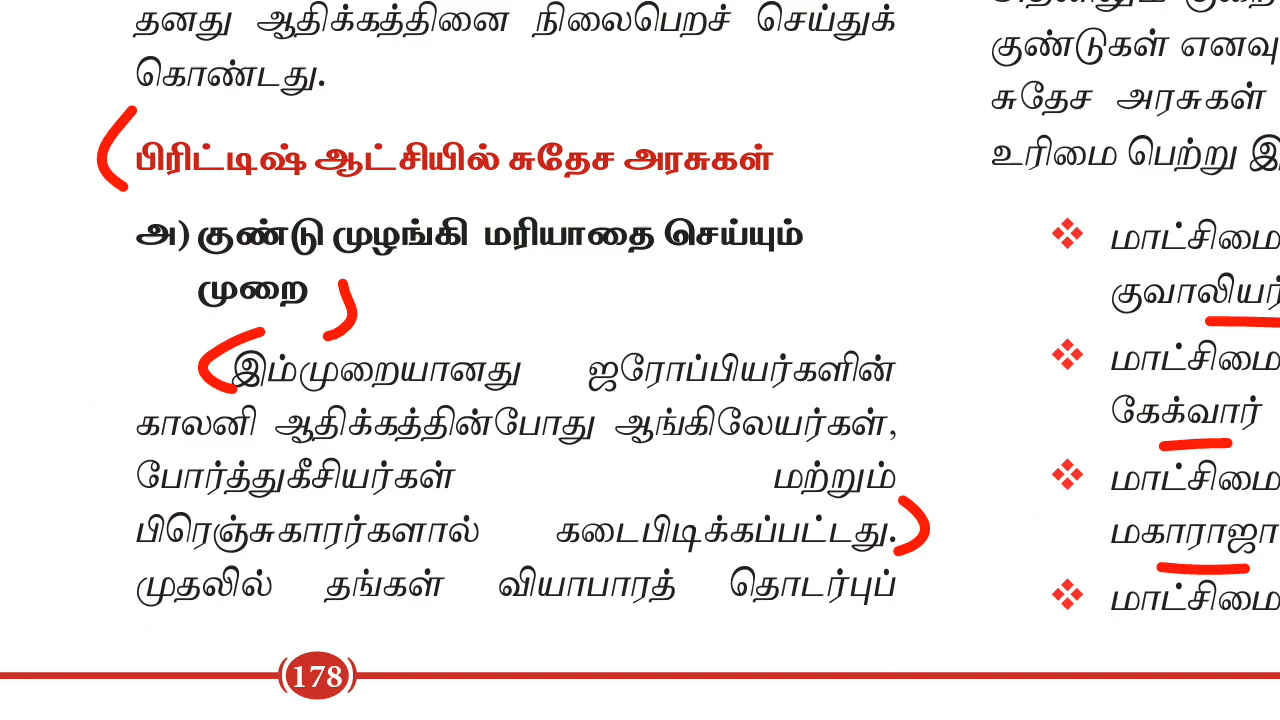 தனது ஆதிக்கத்தினை நிலைபெறச் செய்துக்
கொண்டது.
பிரிட்டிஷ் ஆட்சியில் சுதேச அரசுகள்
அ) குண்டு முழங்கி மரியாதை செய்யும்
முறை
இம்முறையானது ஐரோப்பியர்களின்
காலனி ஆதிக்கத்தின்போது ஆங்கிலேயர்கள்,
போர்த்துகீசியர்கள் மற்றும்
பிரெஞ்சுகாரர்களால் கடைபிடிக்கப்பட்டது.
முதலில் தங்கள் வியாபாரத் தொடர்புப்
178
குண்டுகள் எனவு
சுதேச அரசுகள்
உரிமை பெற்று இ
❖ மாட்சிமை
குவாலியர்
❖ மாட்சிமை
கேக்வார்
❖ மாட்சிமை
மகாராஜா
❖ மாட்சிமை